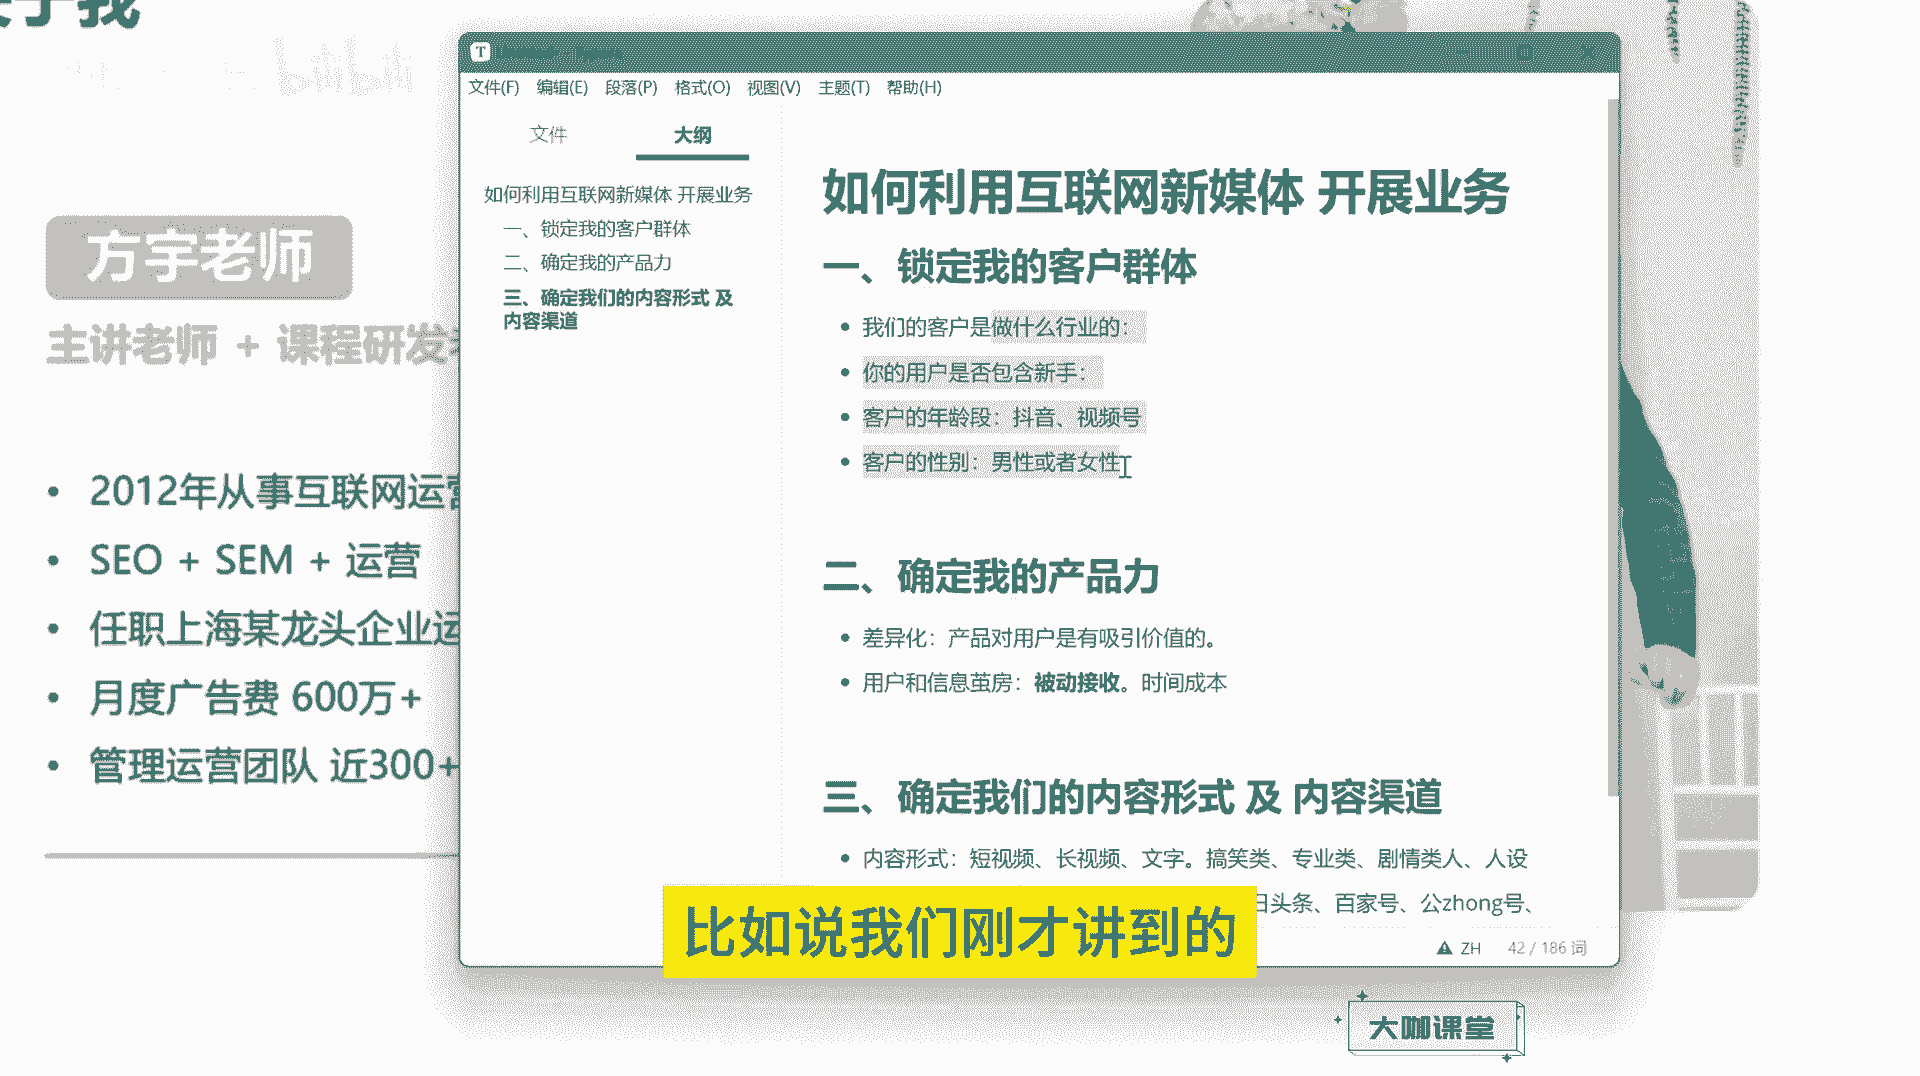 于我
bilibili
方宇老师
主讲老师 + 课程研发
2012年从事互联网运营
SEO + SEM + 运营
任职上海某龙头企业运
月度广告费 600万+
管理运营团队 近300+
T
文件(F) 编辑(E) 段落(P) 格式(O) 视图(V) 主题(T) 帮助(H)
文件 大纲
如何利用互联网新媒体 开展业务
一、锁定我的客户群体
二、确定我的产品力
三、确定我们的内容形式 及
内容渠道
如何利用互联网新媒体 开展业务
一、锁定我的客户群体
我们的客户是做什么行业的：
你的用户是否包含新手：
客户的年龄段：抖音、视频号
客户的性别：男性或者女性
二、确定我的产品力
差异化：产品对用户是有吸引价值的。
用户和信息茧房：被动接收。时间成本
三、确定我们的内容形式 及 内容渠道
内容形式：短视频、长视频、文字。搞笑类、专业类、剧情类人、人设
日头条、百家号、公zhong号、
ZH 42 / 186 词
比如说我们刚才讲到的
大咖课堂